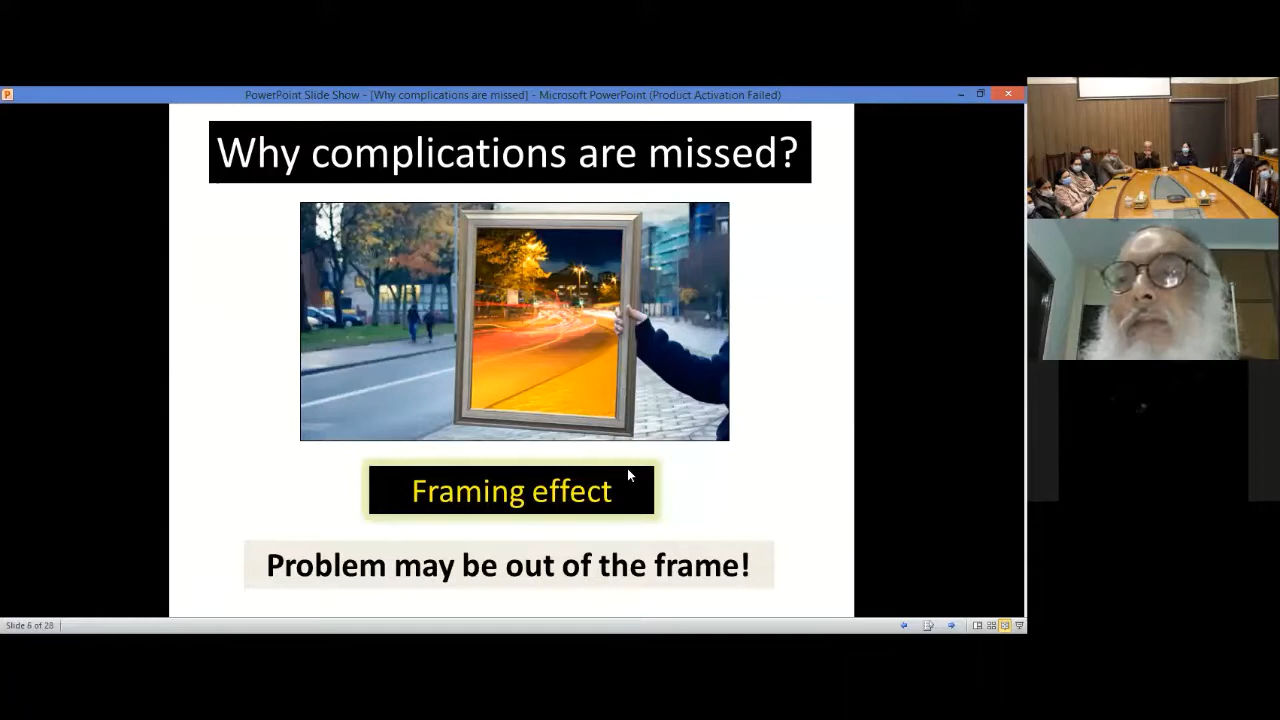 PowerPoint Slide Show - [Why complications are missed] - Microsoft PowerPoint (Product Activation Failed)
Why complications are missed?
Framing effect
Problem may be out of the frame!
Slide 6 of 28